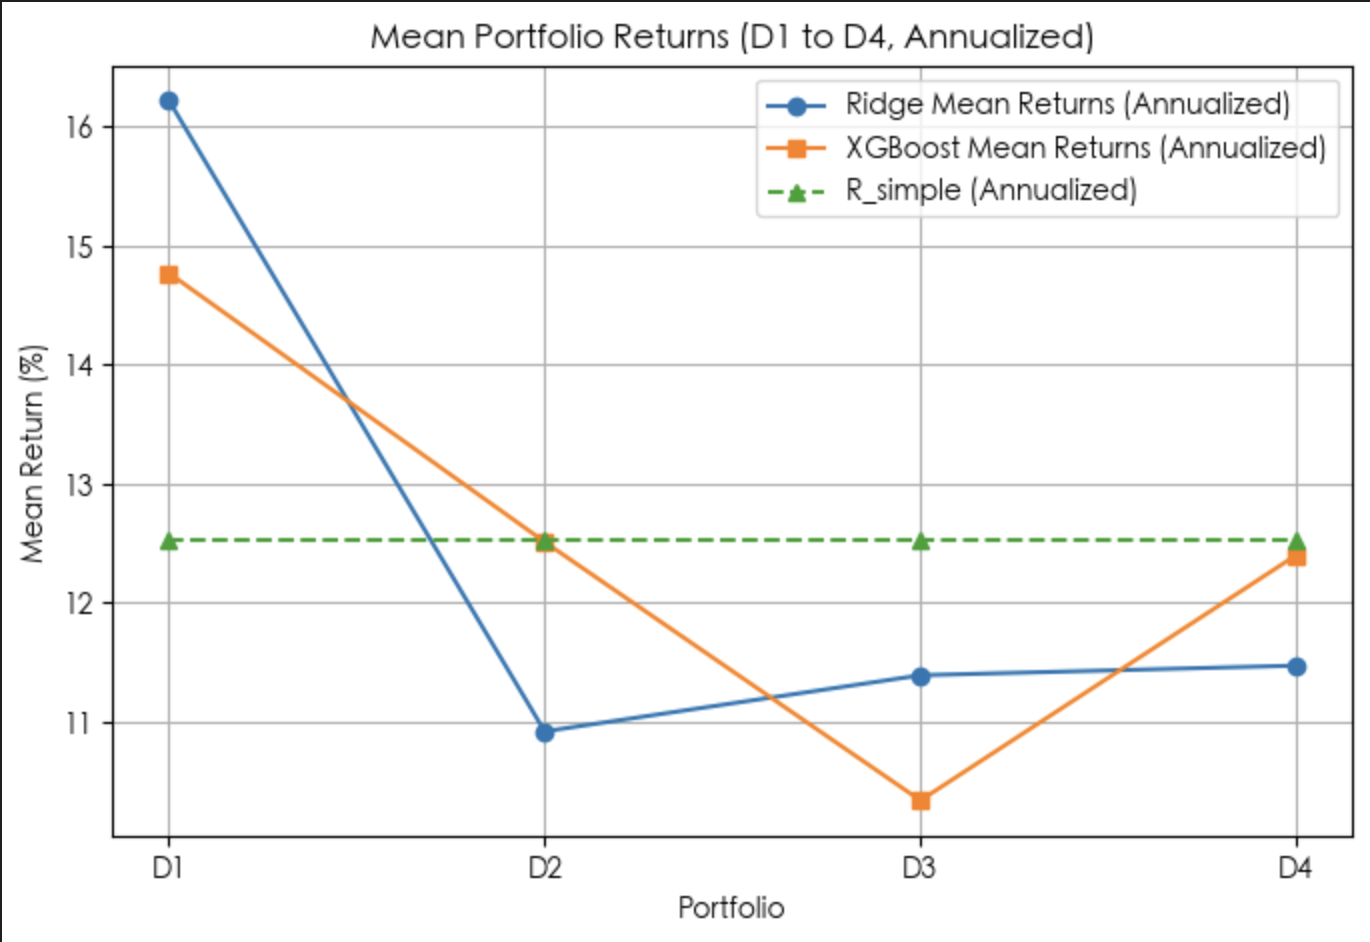 Mean Portfolio Returns (D1 to D4, Annualized)
Ridge Mean Returns (Annualized)
XGBoost Mean Returns (Annualized)
R_simple (Annualized)
Mean Return (%)
16
15
14
13
12
11
D1 D2 D3 D4
Portfolio